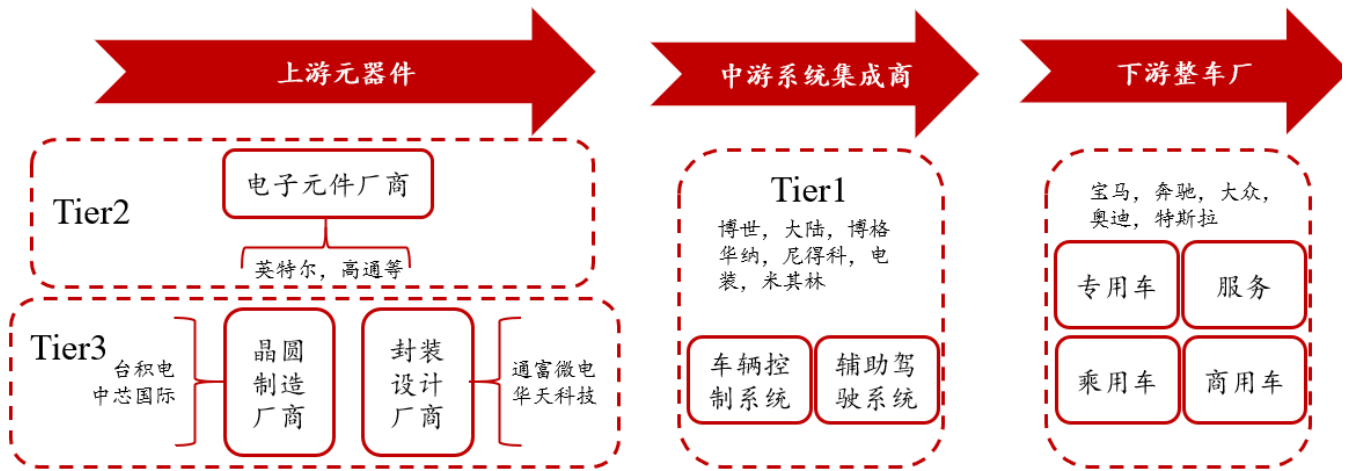 上游元器件
中游系统集成商
下游整车厂
Tier2
电子元件厂商
英特尔，高通等
Tier3
台积电
中芯国际
晶圆
制造
厂商
封装
设计
厂商
通富微电
华天科技
Tier1
博世，大陆，博格
华纳，尼得科，电
装，米其林
车辆控
制系统
辅助驾
驶系统
宝马，奔驰，大众，
奥迪，特斯拉
专用车
服务
乘用车
商用车